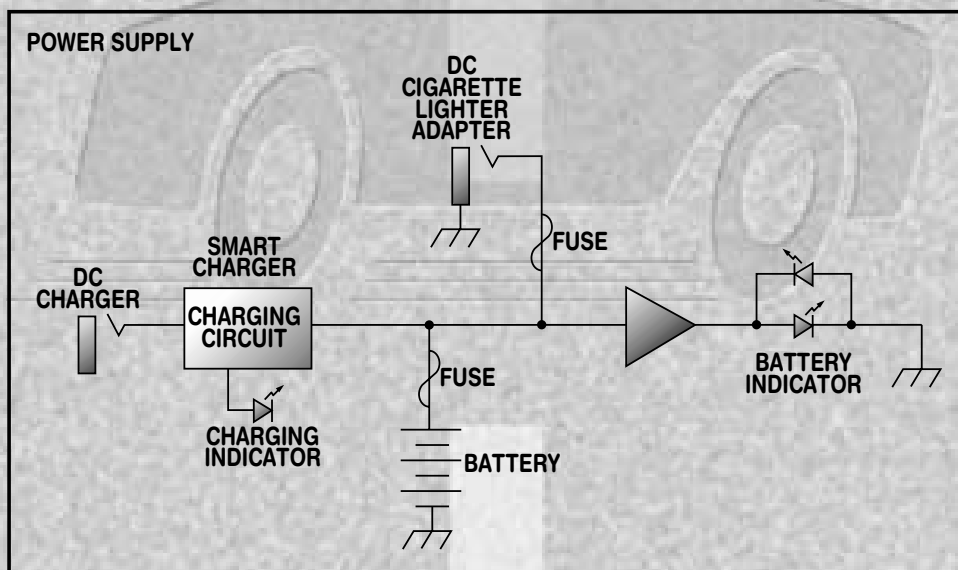 POWER SUPPLY
DC
CIGARETTE
LIGHTER
ADAPTER
FUSE
SMART
CHARGER
DC
CHARGER
CHARGING
CIRCUIT
FUSE
CHARGING
INDICATOR
BATTERY
BATTERY
INDICATOR